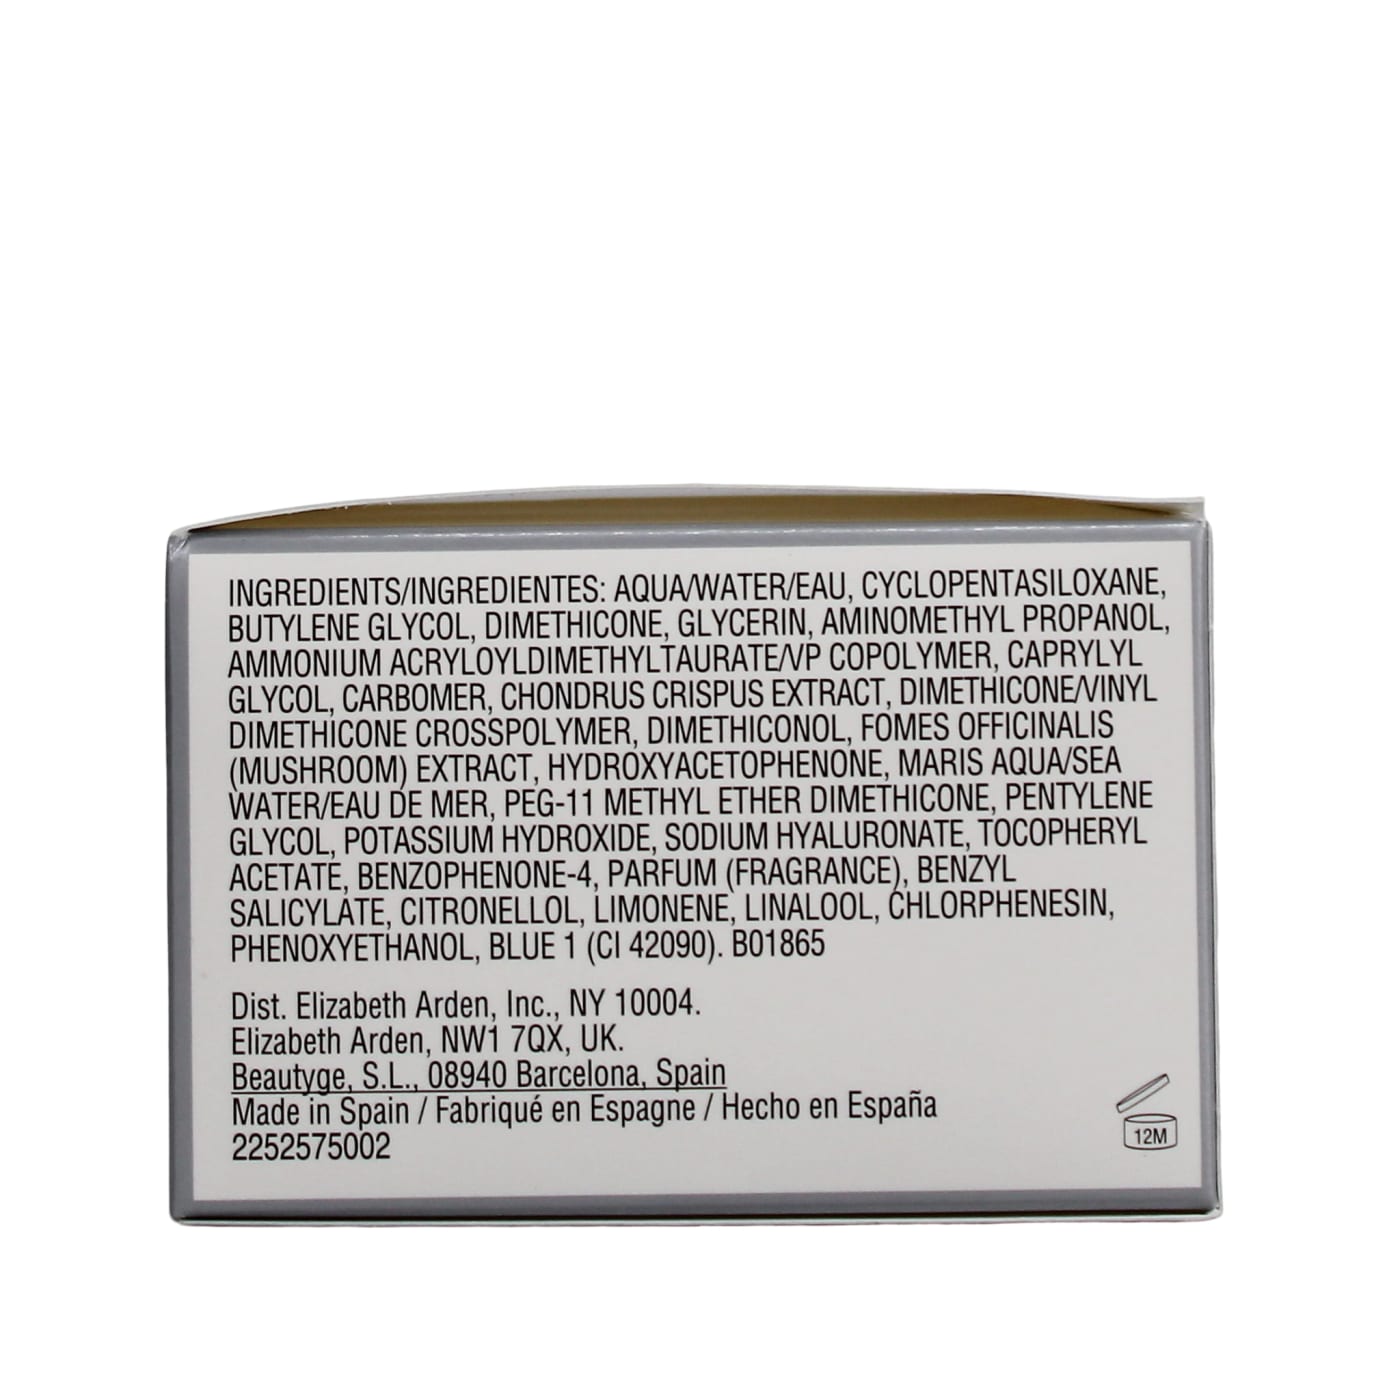 INGREDIENTS/INGREDIENTES: AQUA/WATER/EAU, CYCLOPENTASILOXANE,
BUTYLENE GLYCOL, DIMETHICONE, GLYCERIN, AMINOMETHYL PROPANOL,
AMMONIUM ACRYLOYLDIMETHYLTAURATE/VP COPOLYMER, CAPRYLYL
GLYCOL, CARBOMER, CHONDRUS CRISPUS EXTRACT, DIMETHICONE/VINYL
DIMETHICONE CROSSPOLYMER, DIMETHICONOL, FOMES OFFICINALIS
(MUSHROOM) EXTRACT, HYDROXYACETOPHENONE, MARIS AQUA/SEA
WATER/EAU DE MER, PEG-11 METHYL ETHER DIMETHICONE, PENTYLENE
GLYCOL, POTASSIUM HYDROXIDE, SODIUM HYALURONATE, TOCOPHERYL
ACETATE, BENZOPHENONE-4, PARFUM (FRAGRANCE), BENZYL
SALICYLATE, CITRONELLOL, LIMONENE, LINALOOL, CHLORPHENESIN,
PHENOXYETHANOL, BLUE 1 (CI 42090). B01865
Dist. Elizabeth Arden, Inc., NY 10004.
Elizabeth Arden, NW1 7QX, UK.
Beautyge, S.L., 08940 Barcelona, Spain
Made in Spain / Fabriqué en Espagne / Hecho en España
2252575002
12M